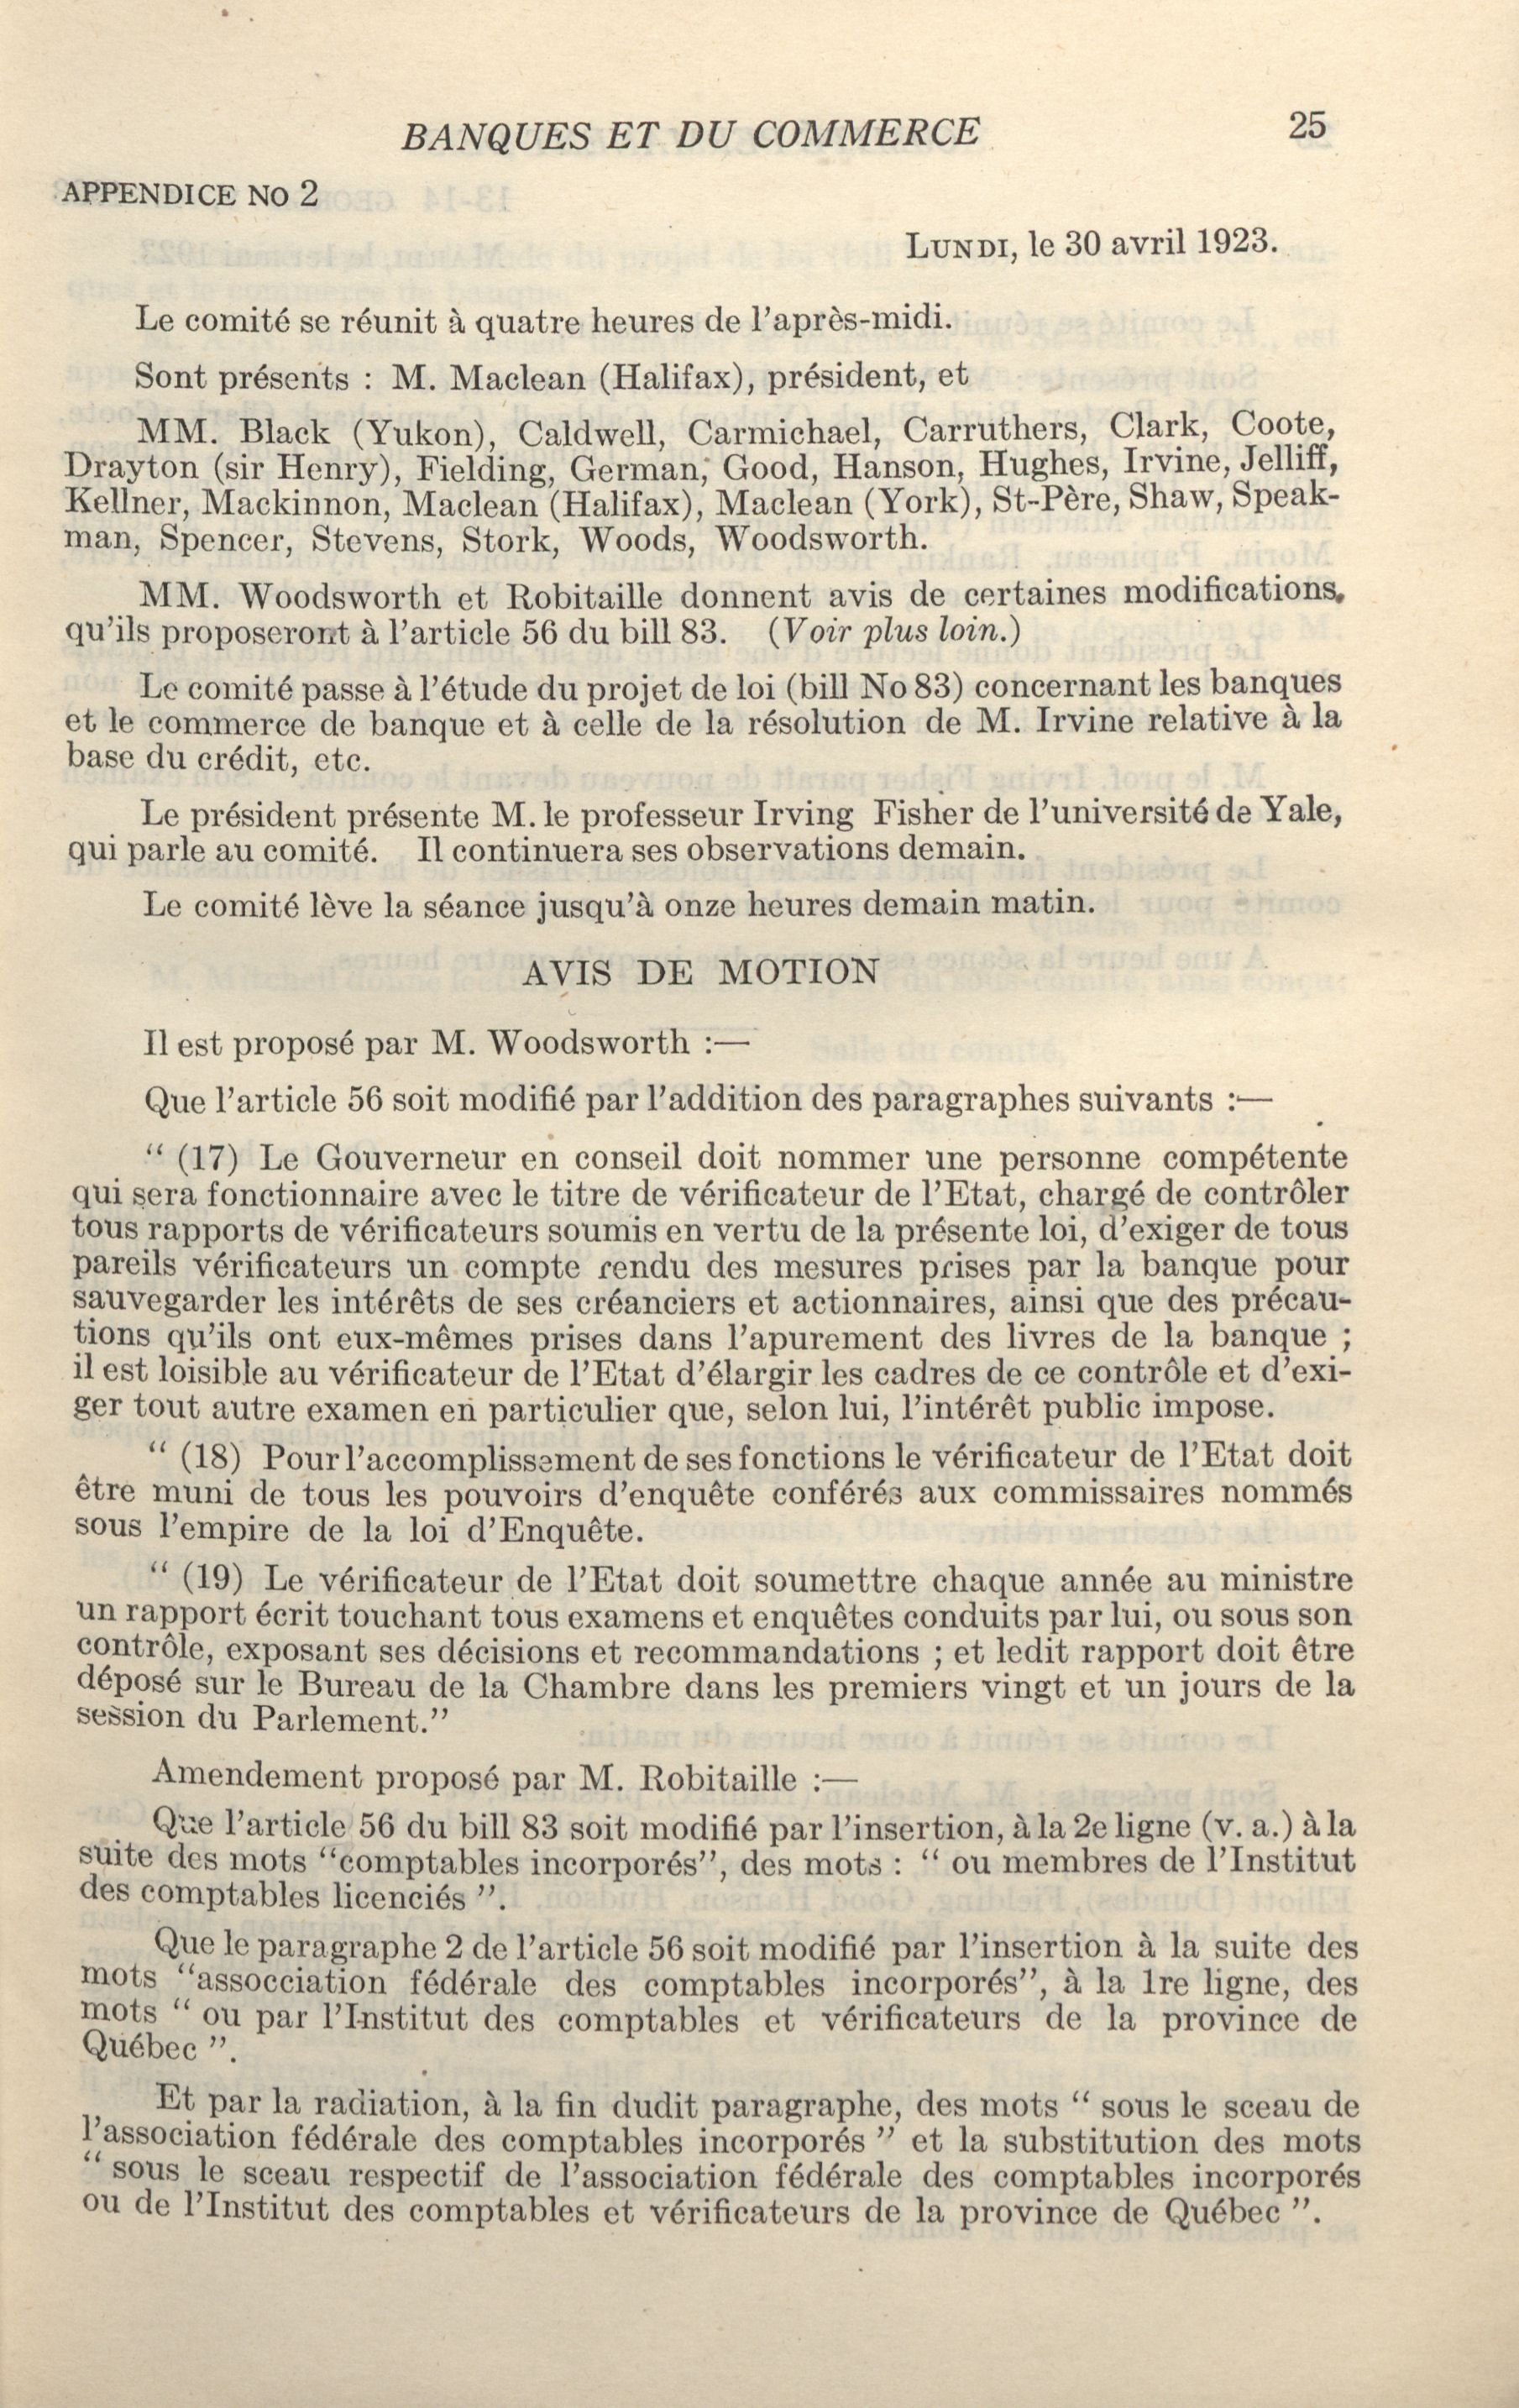 BANQUES ET DU COMMERCE 25
APPENDICE NO 2
LUNDI, le 30 avril 1923.
Le comité se réunit à quatre heures de l'après-midi.
Sont présents : M. Maclean (Halifax), président, et
MM. Black (Yukon), Caldwell, Carmichael, Carruthers, Clark, Coote,
Drayton (sir Henry), Fielding, German, Good, Hanson, Hughes, Irvine, Jelliff,
Kellner, Mackinnon, Maclean (Halifax), Maclean (York), St-Père, Shaw, Speak-
man, Spencer, Stevens, Stork, Woods, Woodsworth.
MM. Woodsworth et Robitaille donnent avis de certaines modifications,
qu'ils proposeront à l'article 56 du bill 83. (Voir plus loin.)
Le comité passe à l'étude du projet de loi (bill No 83) concernant les banques
et le commerce de banque et à celle de la résolution de M. Irvine relative à la
base du crédit, etc.
Le président présente M. le professeur Irving Fisher de l'université de Yale,
qui parle au comité. Il continuera ses observations demain.
Le comité lève la séance jusqu'à onze heures demain matin.
AVIS DE MOTION
Il est proposé par M. Woodsworth :—
Que l'article 56 soit modifié par l'addition des paragraphes suivants :—
“ (17) Le Gouverneur en conseil doit nommer une personne compétente
qui sera fonctionnaire avec le titre de vérificateur de l'Etat, chargé de contrôler
tous rapports de vérificateurs soumis en vertu de la présente loi, d'exiger de tous
pareils vérificateurs un compte rendu des mesures prises par la banque pour
sauvegarder les intérêts de ses créanciers et actionnaires, ainsi que des précau-
tions qu'ils ont eux-mêmes prises dans l'apurement des livres de la banque ;
il est loisible au vérificateur de l'Etat d'élargir les cadres de ce contrôle et d'exi-
ger tout autre examen en particulier que, selon lui, l'intérêt public impose.
“ (18) Pour l'accomplissement de ses fonctions le vérificateur de l'Etat doit
être muni de tous les pouvoirs d'enquête conférés aux commissaires nommés
sous l'empire de la loi d'Enquête.
“ (19) Le vérificateur de l'Etat doit soumettre chaque année au ministre
un rapport écrit touchant tous examens et enquêtes conduits par lui, ou sous son
contrôle, exposant ses décisions et recommandations ; et ledit rapport doit être
déposé sur le Bureau de la Chambre dans les premiers vingt et un jours de la
session du Parlement.”
Amendement proposé par M. Robitaille :—
Que l'article 56 du bill 83 soit modifié par l'insertion, à la 2e ligne (v. a.) à la
suite des mots “comptables incorporés”, des mots : “ ou membres de l'Institut
des comptables licenciés ”.
Que le paragraphe 2 de l'article 56 soit modifié par l'insertion à la suite des
mots “assocciation fédérale des comptables incorporés”, à la 1re ligne, des
mots “ ou par l'Institut des comptables et vérificateurs de la province de
Québec ”.
Et par la radiation, à la fin dudit paragraphe, des mots “ sous le sceau de
l'association fédérale des comptables incorporés ” et la substitution des mots
“ sous le sceau respectif de l'association fédérale des comptables incorporés
ou de l'Institut des comptables et vérificateurs de la province de Québec ”.